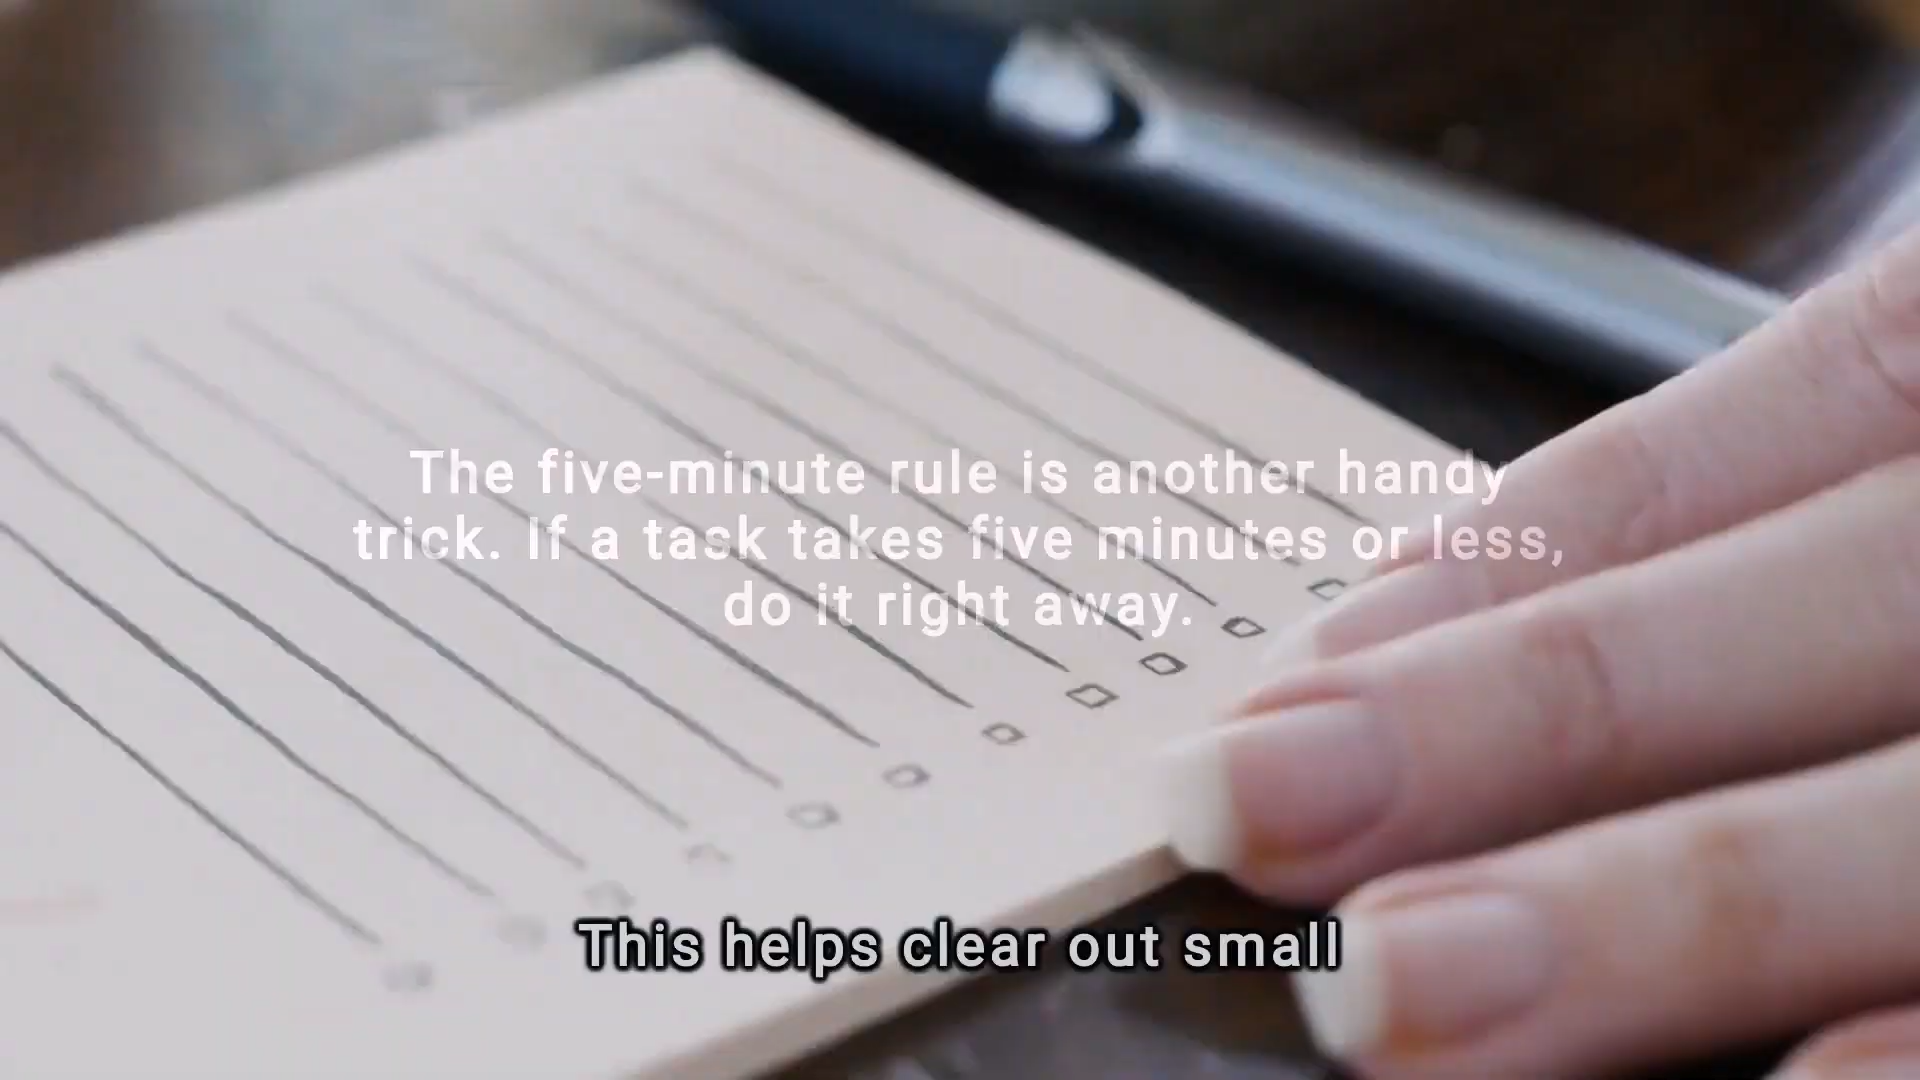 The five-minute rule is another handy
trick. If a task takes five minutes or less,
do it right away.
This helps clear out small